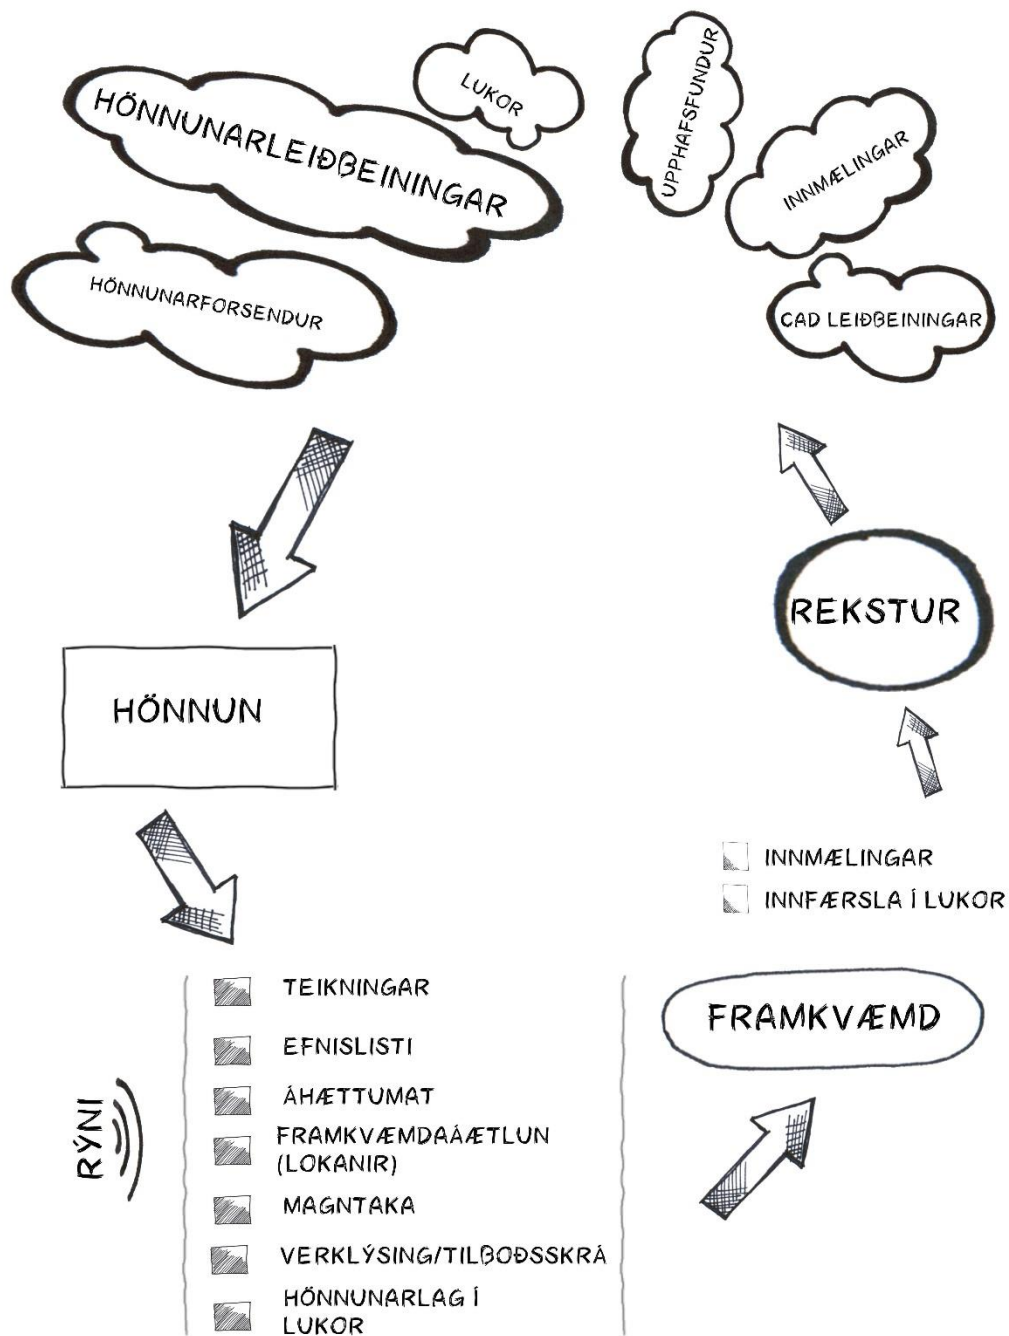 LUKOR
HÖNNUNARLEIÐBEININGAR
HÖNNUNARFORSENDUR
UPPHAFSFUNDUR
INNMÆLINGAR
CAD LEIÐBEININGAR
HÖNNUN
REKSTUR
INNMÆLINGAR
INNFÆRSLA Í LUKOR
FRAMKVÆMD
RÝNI
TEIKNINGAR
EFNISLISTI
ÁHÆTTUMAT
FRAMKVÆMDAÁÆTLUN
(LOKANIR)
MAGNTAKA
VERKLÝSING/TILBOÐSSKRÁ
HÖNNUNARLAG Í
LUKOR